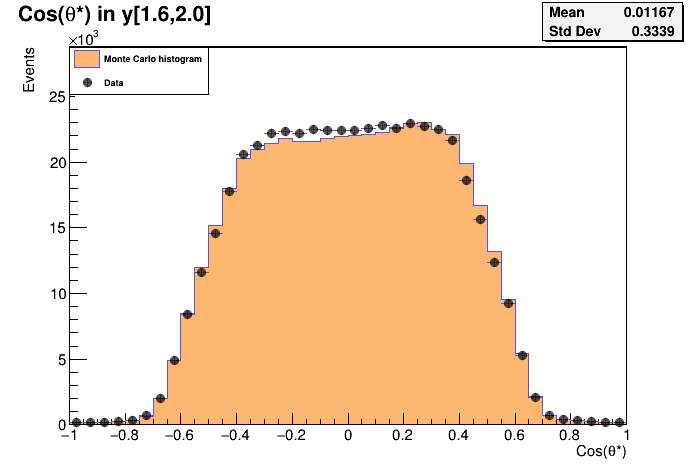 Cos(θ*) in y[1.6,2.0]
Mean 0.01167
Std Dev 0.3339
×10³
Events
Monte Carlo histogram
Data
25
20
15
10
5
0
−1 −0.8 −0.6 −0.4 −0.2 0 0.2 0.4 0.6 0.8 1
Cos(θ*)